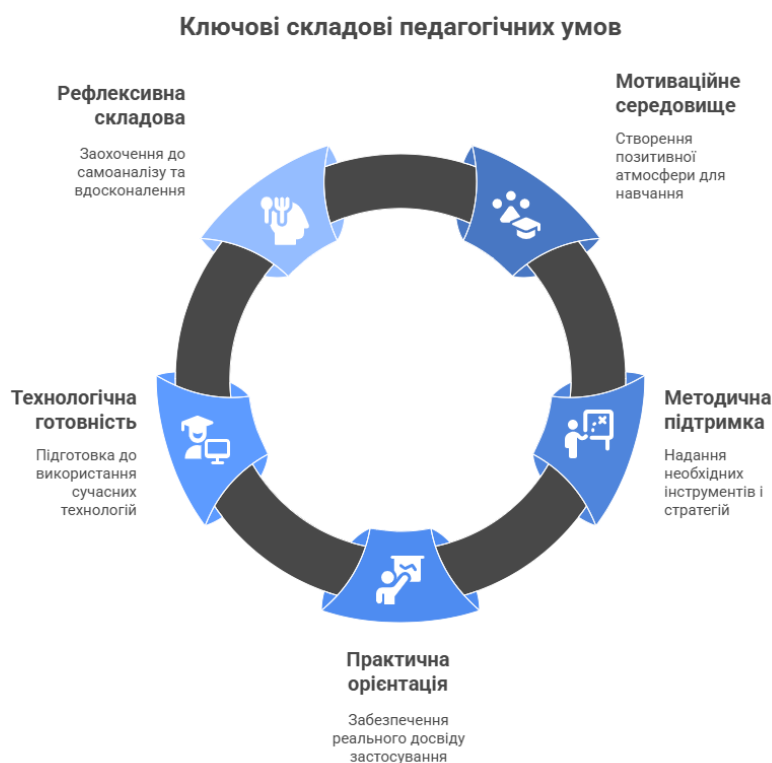 Ключові складові педагогічних умов
Рефлексивна
складова
Заохочення до
самоаналізу та
вдосконалення
Мотиваційне
середовище
Створення
позитивної
атмосфери для
навчання
Технологічна
готовність
Підготовка до
використання
сучасних
технологій
Методична
підтримка
Надання
необхідних
інструментів і
стратегій
Практична
орієнтація
Забезпечення
реального досвіду
застосування